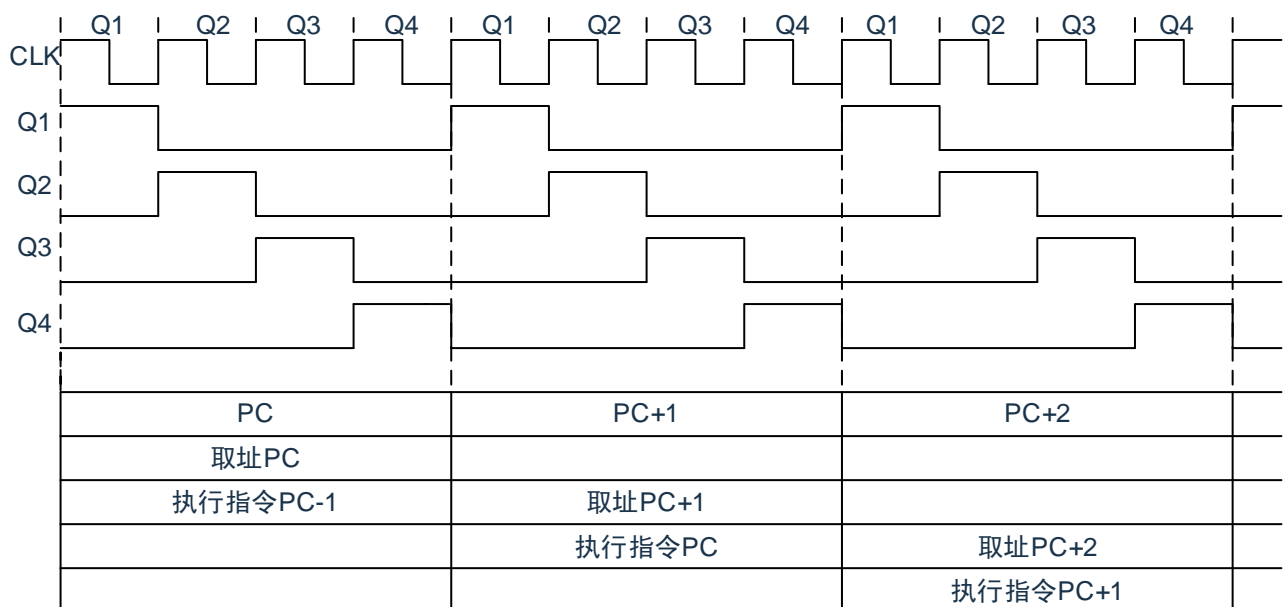 Q1 Q2 Q3 Q4 Q1 Q2 Q3 Q4 Q1 Q2 Q3 Q4
CLK
Q1
Q2
Q3
Q4
PC PC+1 PC+2
取址PC
执行指令PC-1 取址PC+1
执行指令PC 取址PC+2
执行指令PC+1